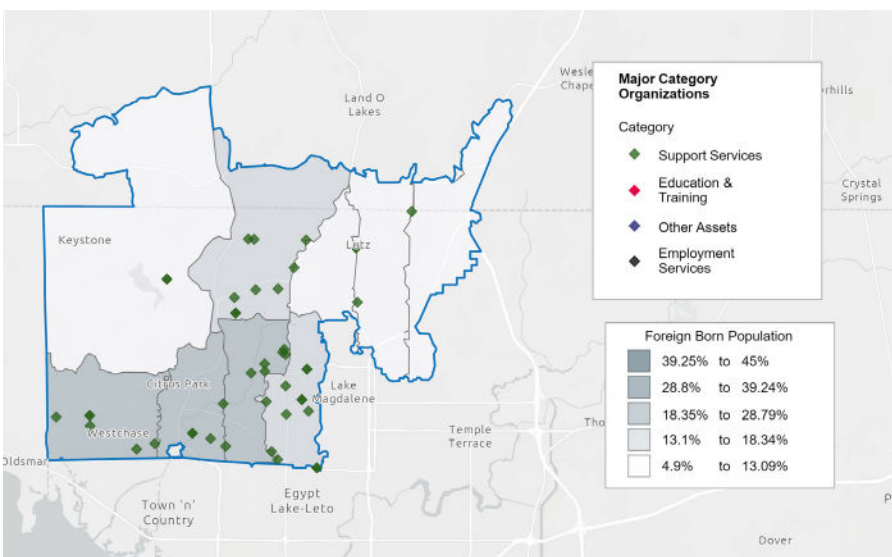 Land O
Lakes
Keystone
Lutz
Citrus Park
Westchase
Lake
Magdalene
Temple
Terrace
Oldsmar
Town 'n'
Country
Egypt
Lake-Leto
Dover
Crystal
Springs
Major Category
Organizations
Category
Support Services
Education &
Training
Other Assets
Employment
Services
Foreign Born Population
39.25% to 45%
28.8% to 39.24%
18.35% to 28.79%
13.1% to 18.34%
4.9% to 13.09%